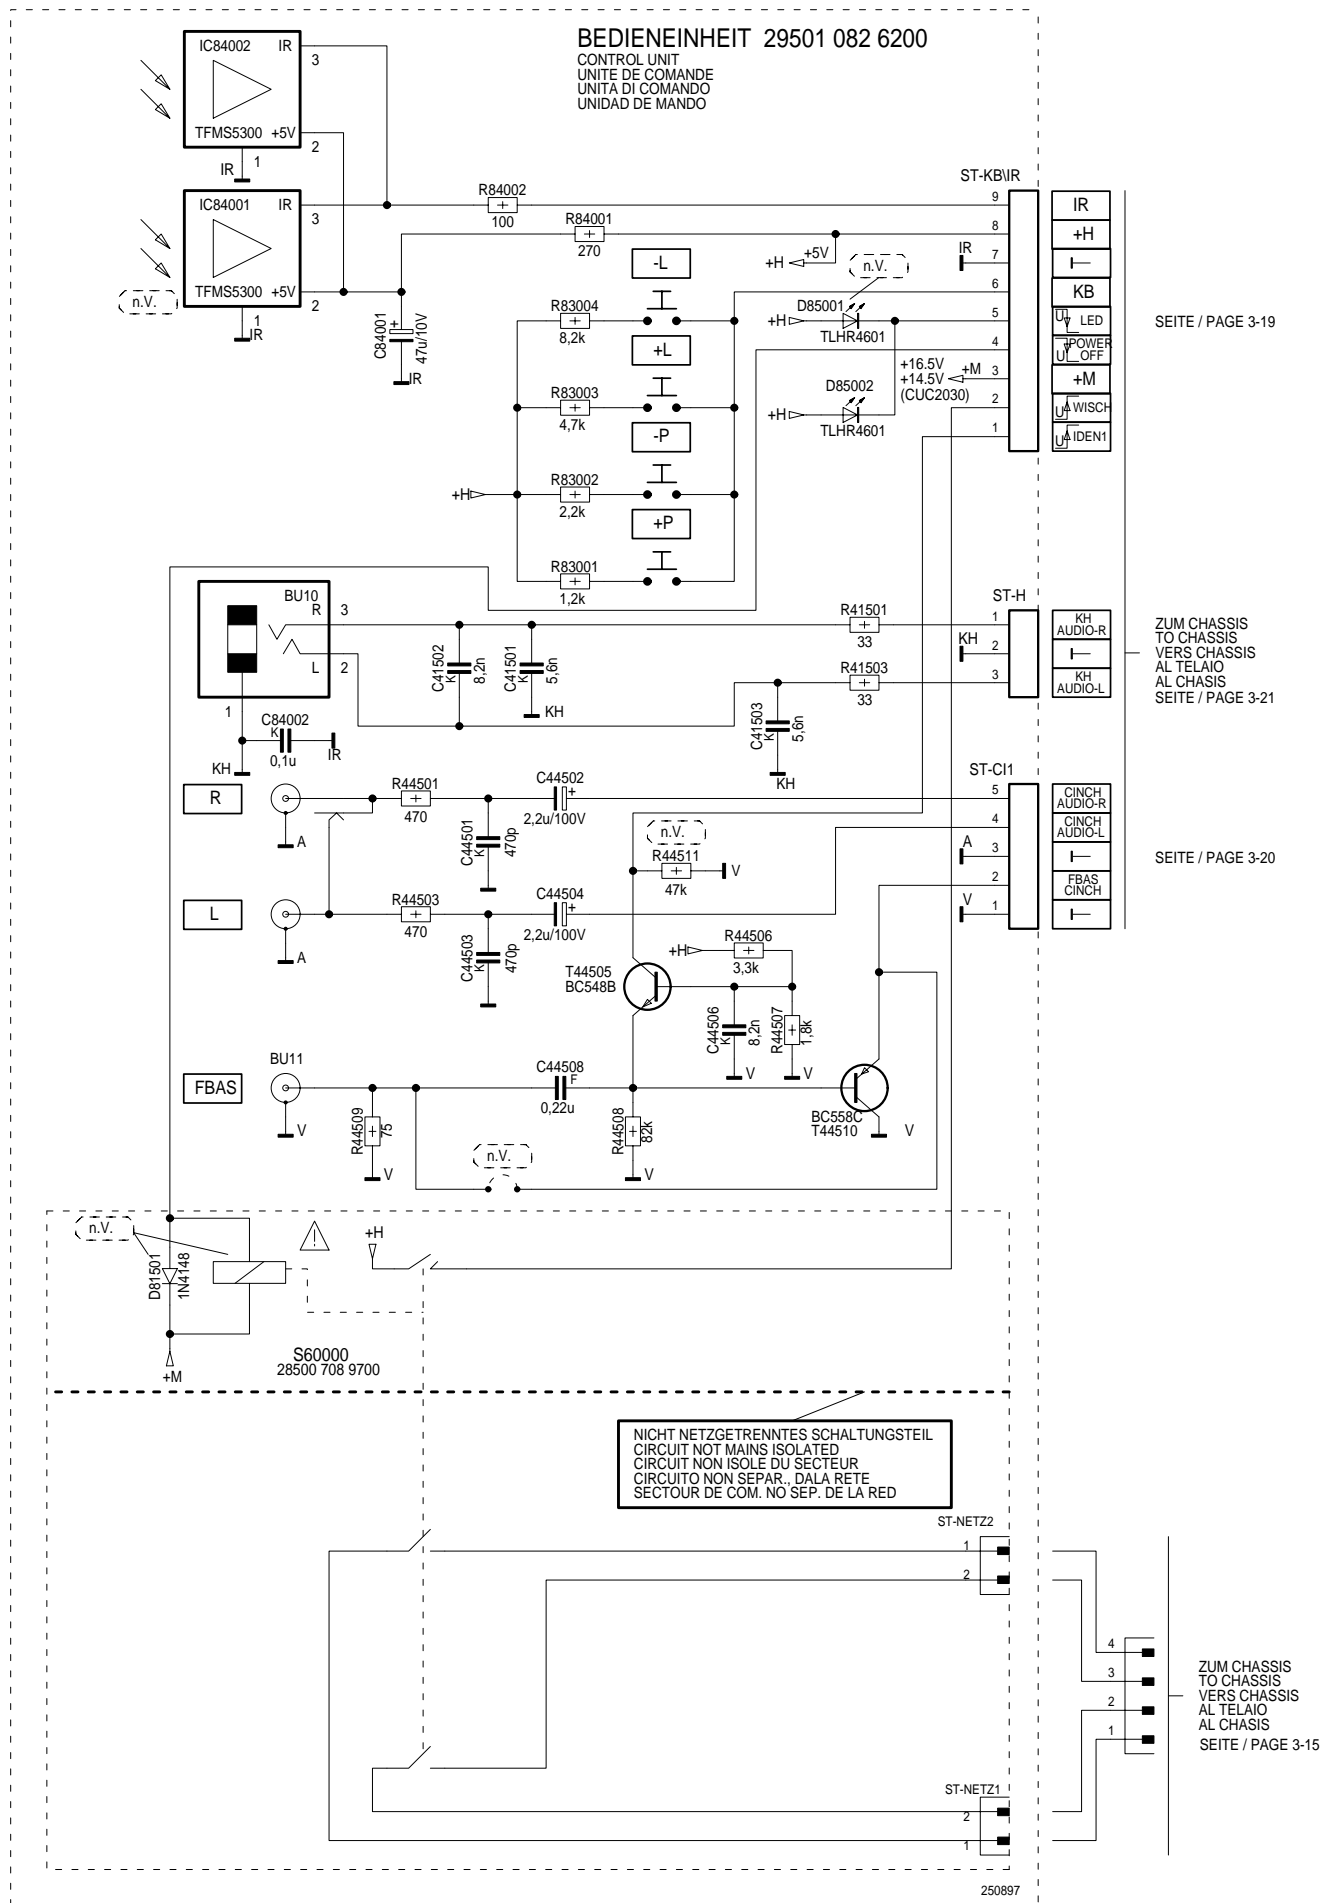 BEDIENEINHEIT 29501 082 6200
CONTROL UNIT
UNITE DE COMANDE
UNITA DI COMANDO
UNIDAD DE MANDO
IC84002 IR 3
TFMS5300 +5V 2
IR 1
IC84001 IR 3
TFMS5300 +5V 2
n.V.
1
IR
R84002
100
R84001
270
C84001
47u/10V
+
IR
-L
R83004
8,2k
+L
R83003
4,7k
-P
+H
R83002
2,2k
+P
R83001
1,2k
+H +5V
n.V.
IR
D85001
+H
TLHR4601
+16.5V
+14.5V
(CUC2030)
+M
D85002
+H
TLHR4601
ST-KB\IR
9 IR
8 +H
7
6 KB
5 U LED
4 U POWER OFF
3 +M
2 U WISCH
1 U IDEN1
SEITE / PAGE 3-19
BU10
R 3
L 2
1
C84002
K
0,1u
IR
KH
C41502
K
8,2n
C41501
K
5,6n
KH
R41501
33
R41503
33
C41503
K
5,6n
KH
KH
ST-H
1 KH AUDIO-R
2
3 KH AUDIO-L
ZUM CHASSIS
TO CHASSIS
VERS CHASSIS
AL TELAIO
AL CHASIS
SEITE / PAGE 3-21
R
A
R44501
470
C44501
K
470p
C44502
+
2,2u/100V
L
A
R44503
470
C44503
K
470p
C44504
+
2,2u/100V
n.V.
R44511
47k
V
ST-CI1
5 CINCH AUDIO-R
4 CINCH AUDIO-L
A 3
2 FBAS CINCH
V 1
SEITE / PAGE 3-20
T44505
BC548B
+H
R44506
3,3k
C44506
K
8,2n
V
R44507
1,8k
V
FBAS
BU11
V
R44509
75
V
C44508
F
0,22u
R44508
82k
V
BC558C
T44510
V
n.V.
n.V.
D81501
1N4148
+M
!
+H
S60000
28500 708 9700
NICHT NETZGETRENNTES SCHALTUNGSTEIL
CIRCUIT NOT MAINS ISOLATED
CIRCUIT NON ISOLE DU SECTEUR
CIRCUITO NON SEPAR., DALA RETE
SECTOUR DE COM. NO SEP. DE LA RED
ST-NETZ2
1
2
4
3
2
1
ZUM CHASSIS
TO CHASSIS
VERS CHASSIS
AL TELAIO
AL CHASIS
SEITE / PAGE 3-15
ST-NETZ1
2
1
250897